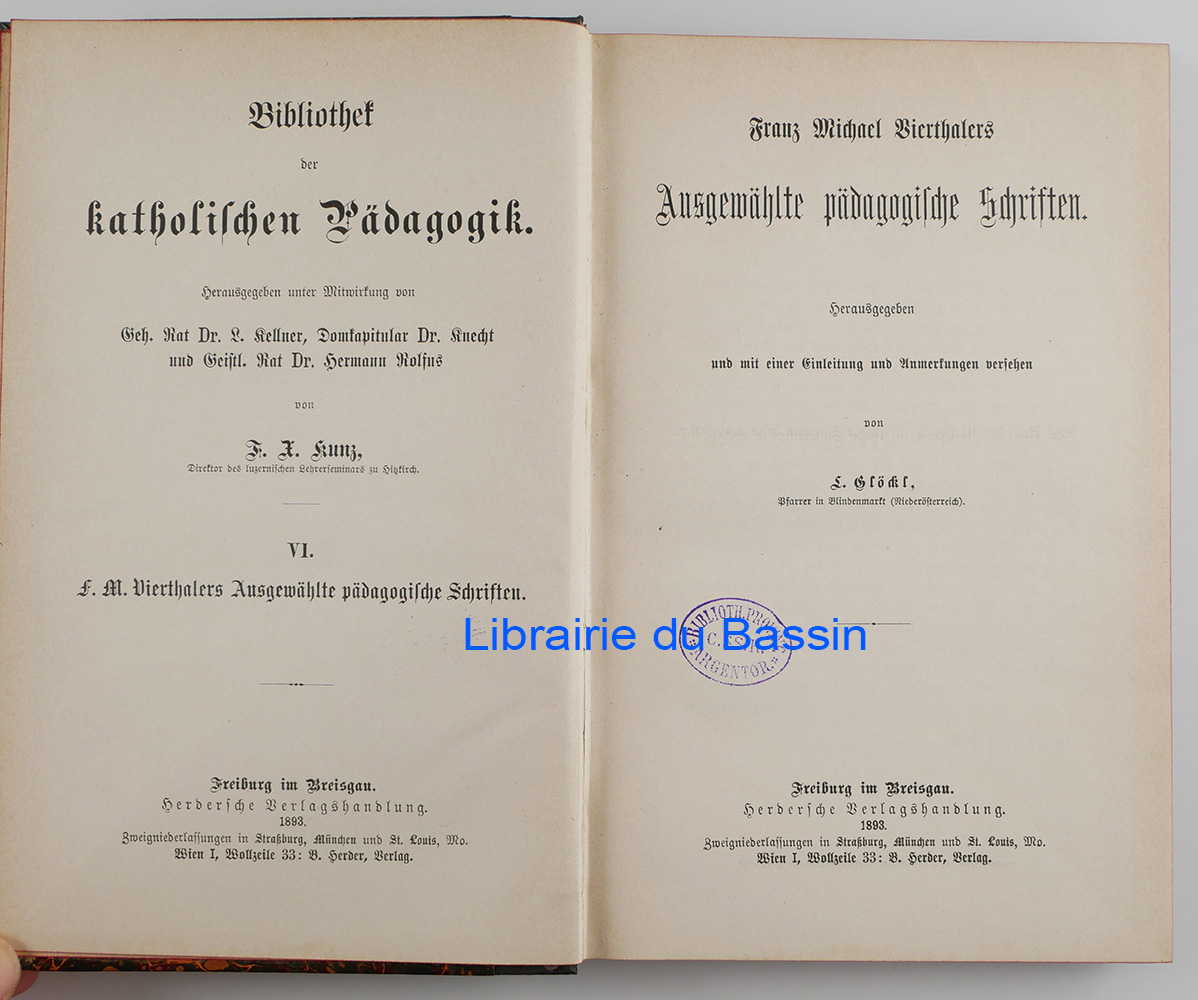 Bibliothek
der
katholiſchen Pädagogik.
Herausgegeben unter Mitwirkung von
Geh. Rat Dr. L. Kellner, Domkapitular Dr. Knecht
und Geiſtl. Rat Dr. Hermann Rolfus
von
F. X. Kunz,
Direktor des luzerniſchen Lehrerſeminars zu Hitzkirch.
VI.
F. M. Vierthalers Ausgewählte pädagogiſche Schriften.
Freiburg im Breisgau.
Herderſche Verlagshandlung.
1893.
Zweigniederlaſſungen in Straßburg, München und St. Louis, Mo.
Wien I, Wollzeile 33: B. Herder, Verlag.
Franz Michael Vierthalers
Ausgewählte pädagogiſche Schriften.
Herausgegeben
und mit einer Einleitung und Anmerkungen verſehen
von
L. Glöckl,
Pfarrer in Blindenmarkt (Niederöſterreich).
BIBLIOTH.
ARGENTOR.
Librairie du Bassin
Freiburg im Breisgau.
Herderſche Verlagshandlung.
1893.
Zweigniederlaſſungen in Straßburg, München und St. Louis, Mo.
Wien I, Wollzeile 33: B. Herder, Verlag.